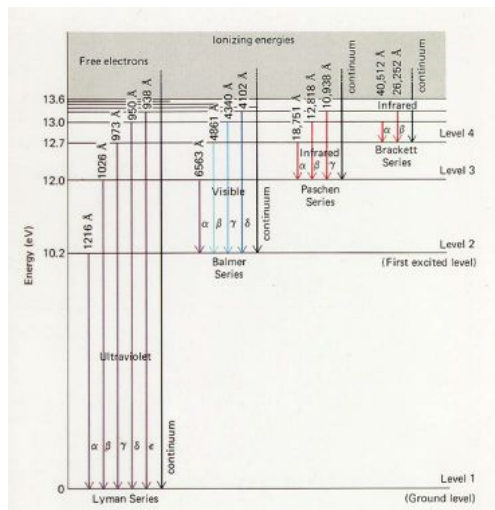 Ionizing energies
Free electrons
continuum
13.6
13.0
12.7
12.0
10.2
0
Energy (eV)
1216 Å
1026 Å
973 Å
950 Å
938 Å
6563 Å
4861 Å
4340 Å
4102 Å
18,751 Å
12,818 Å
10,938 Å
continuum
40,512 Å
26,252 Å
continuum
Infrared
α β
Brackett
Series
Level 4
Infrared
α β γ
Paschen
Series
Level 3
Visible
α β γ δ
continuum
Balmer
Series
Level 2
(First excited level)
Ultraviolet
α β γ δ ϵ
continuum
Lyman Series
Level 1
(Ground level)